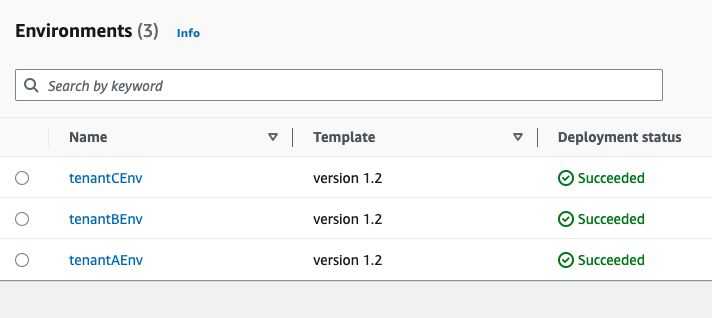 Environments (3) Info
Search by keyword
Name Template Deployment status
tenantCEnv version 1.2 Succeeded
tenantBEnv version 1.2 Succeeded
tenantAEnv version 1.2 Succeeded